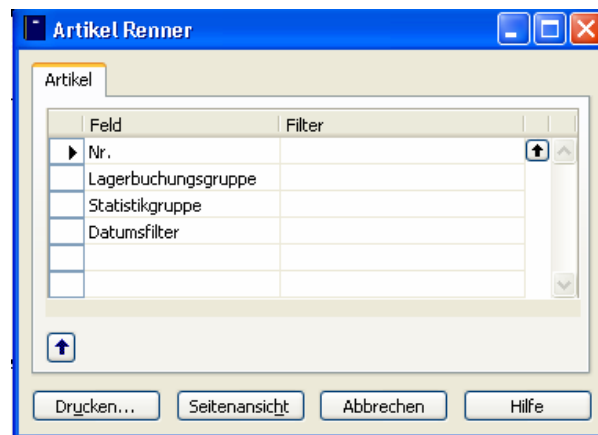 Artikel Renner
Artikel
Feld Filter
Nr.
Lagerbuchungsgruppe
Statistikgruppe
Datumsfilter
Drucken... Seitenansicht Abbrechen Hilfe